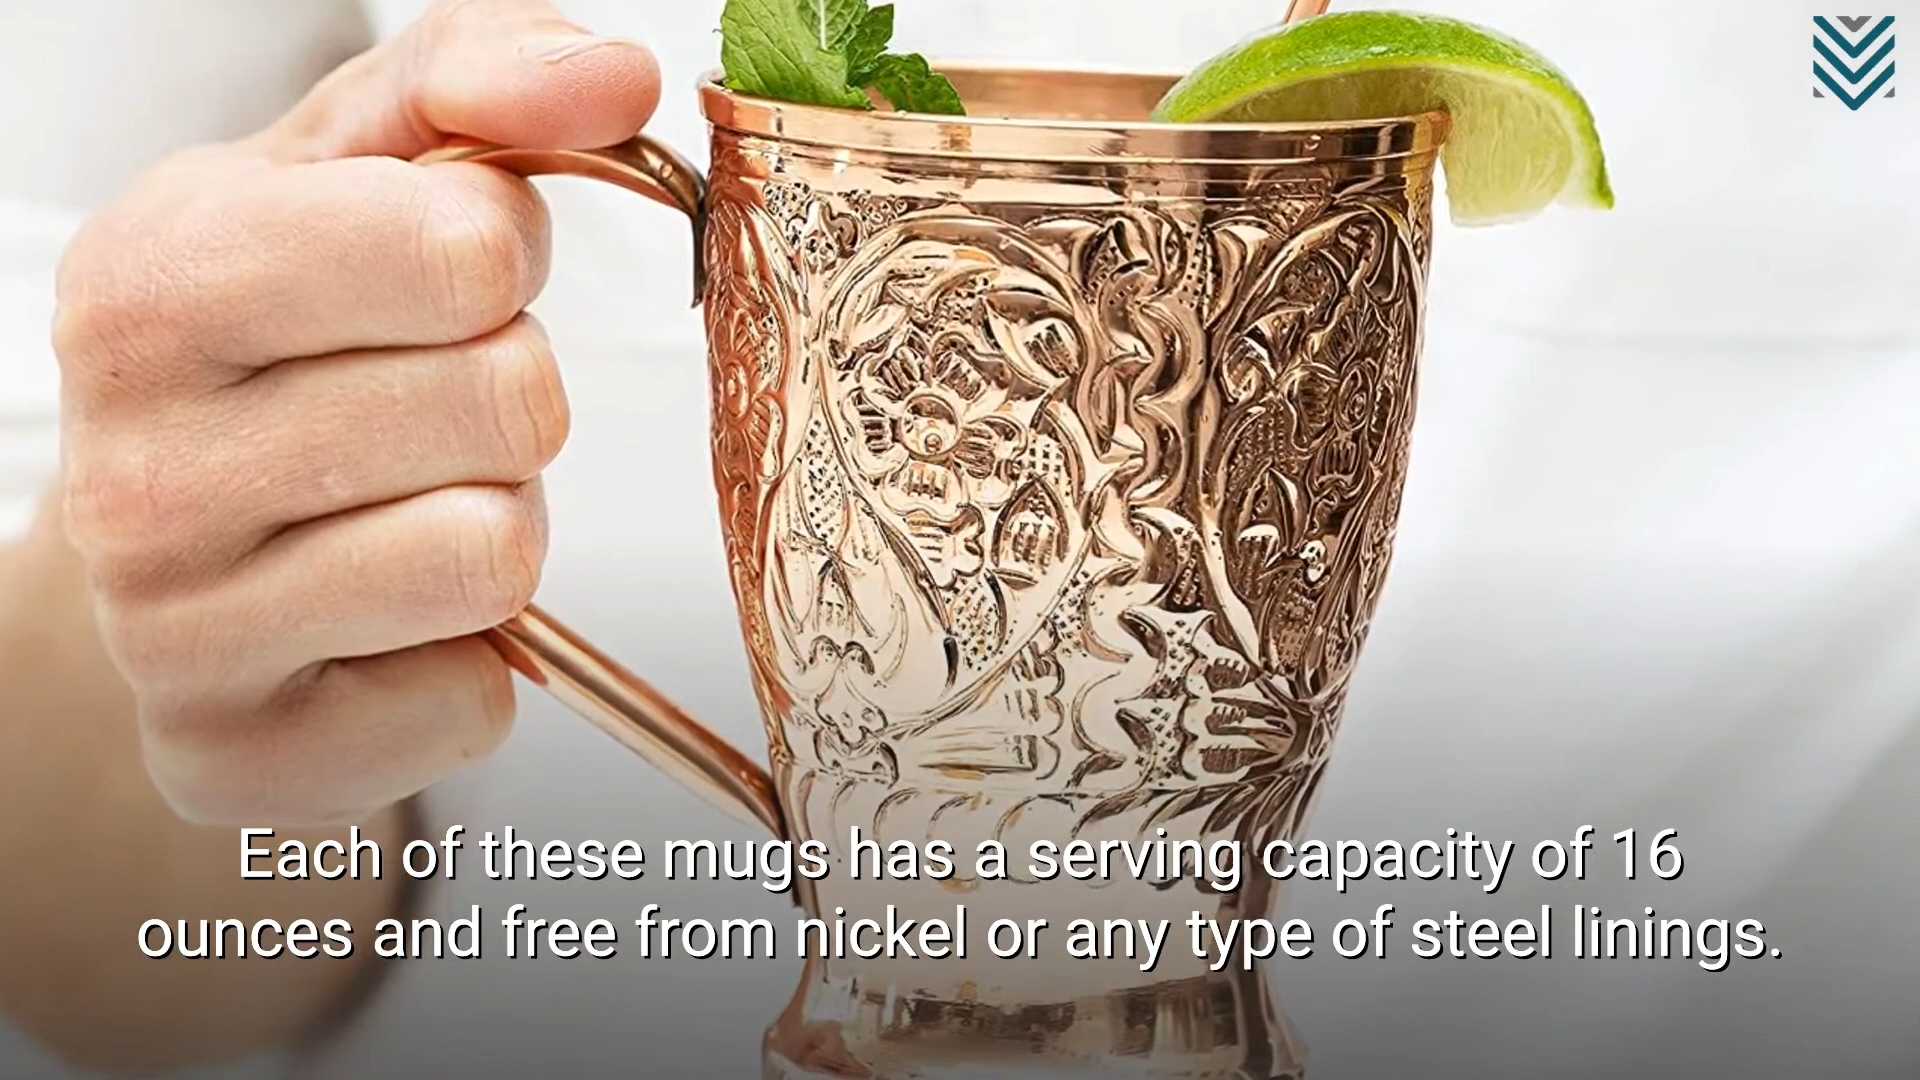 Each of these mugs has a serving capacity of 16
ounces and free from nickel or any type of steel linings.